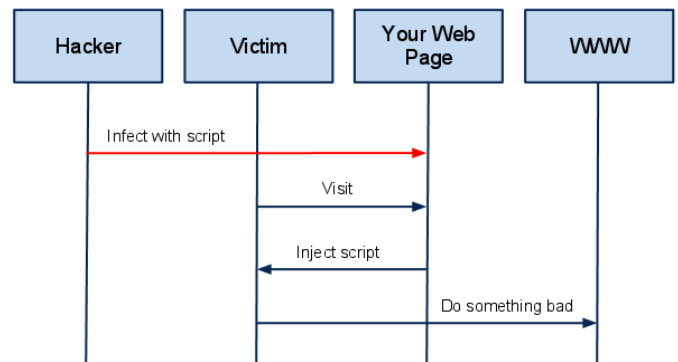 Hacker
Victim
Your Web
Page
WWW
Infect with script
Visit
Inject script
Do something bad